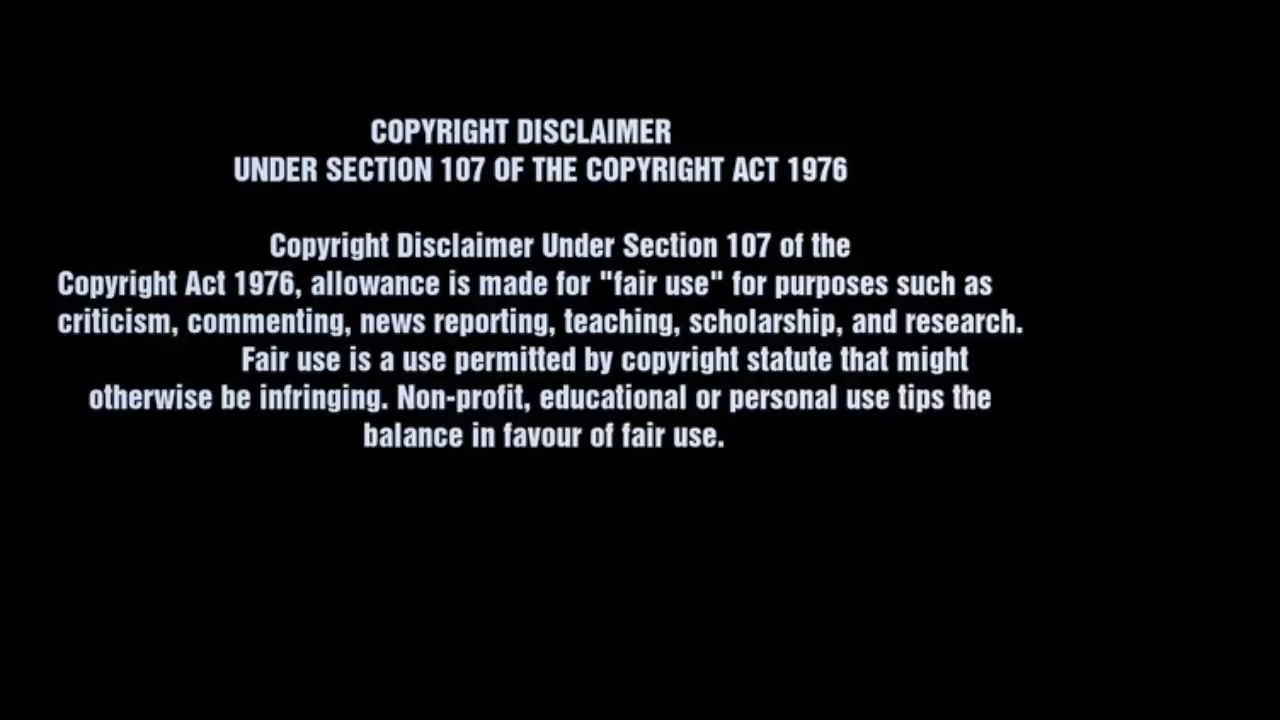 COPYRIGHT DISCLAIMER
UNDER SECTION 107 OF THE COPYRIGHT ACT 1976
Copyright Disclaimer Under Section 107 of the
Copyright Act 1976, allowance is made for "fair use" for purposes such as
criticism, commenting, news reporting, teaching, scholarship, and research.
Fair use is a use permitted by copyright statute that might
otherwise be infringing. Non-profit, educational or personal use tips the
balance in favour of fair use.